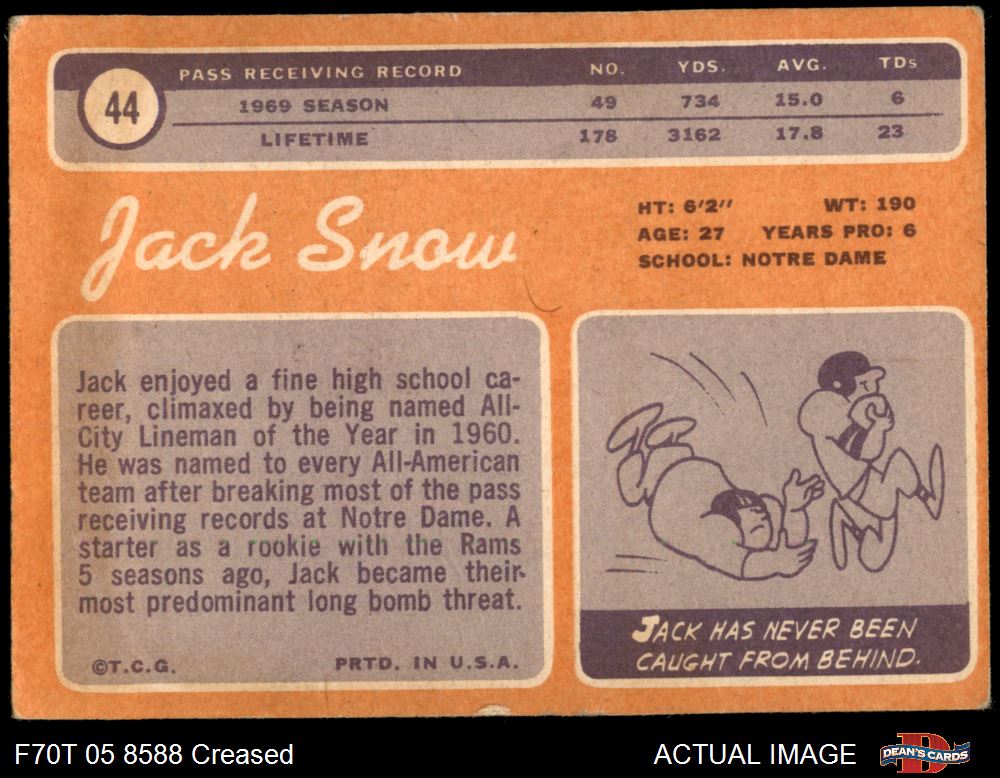 44
PASS RECEIVING RECORD NO. YDS. AVG. TDs
1969 SEASON 49 734 15.0 6
LIFETIME 178 3162 17.8 23
Jack Snow
HT: 6'2" WT: 190
AGE: 27 YEARS PRO: 6
SCHOOL: NOTRE DAME
Jack enjoyed a fine high school ca-
reer, climaxed by being named All-
City Lineman of the Year in 1960.
He was named to every All-American
team after breaking most of the pass
receiving records at Notre Dame. A
starter as a rookie with the Rams
5 seasons ago, Jack became their
most predominant long bomb threat.
©T.C.G. PRTD. IN U.S.A.
JACK HAS NEVER BEEN
CAUGHT FROM BEHIND.
F70T 05 8588 Creased
ACTUAL IMAGE
D
DEAN'S CARDS